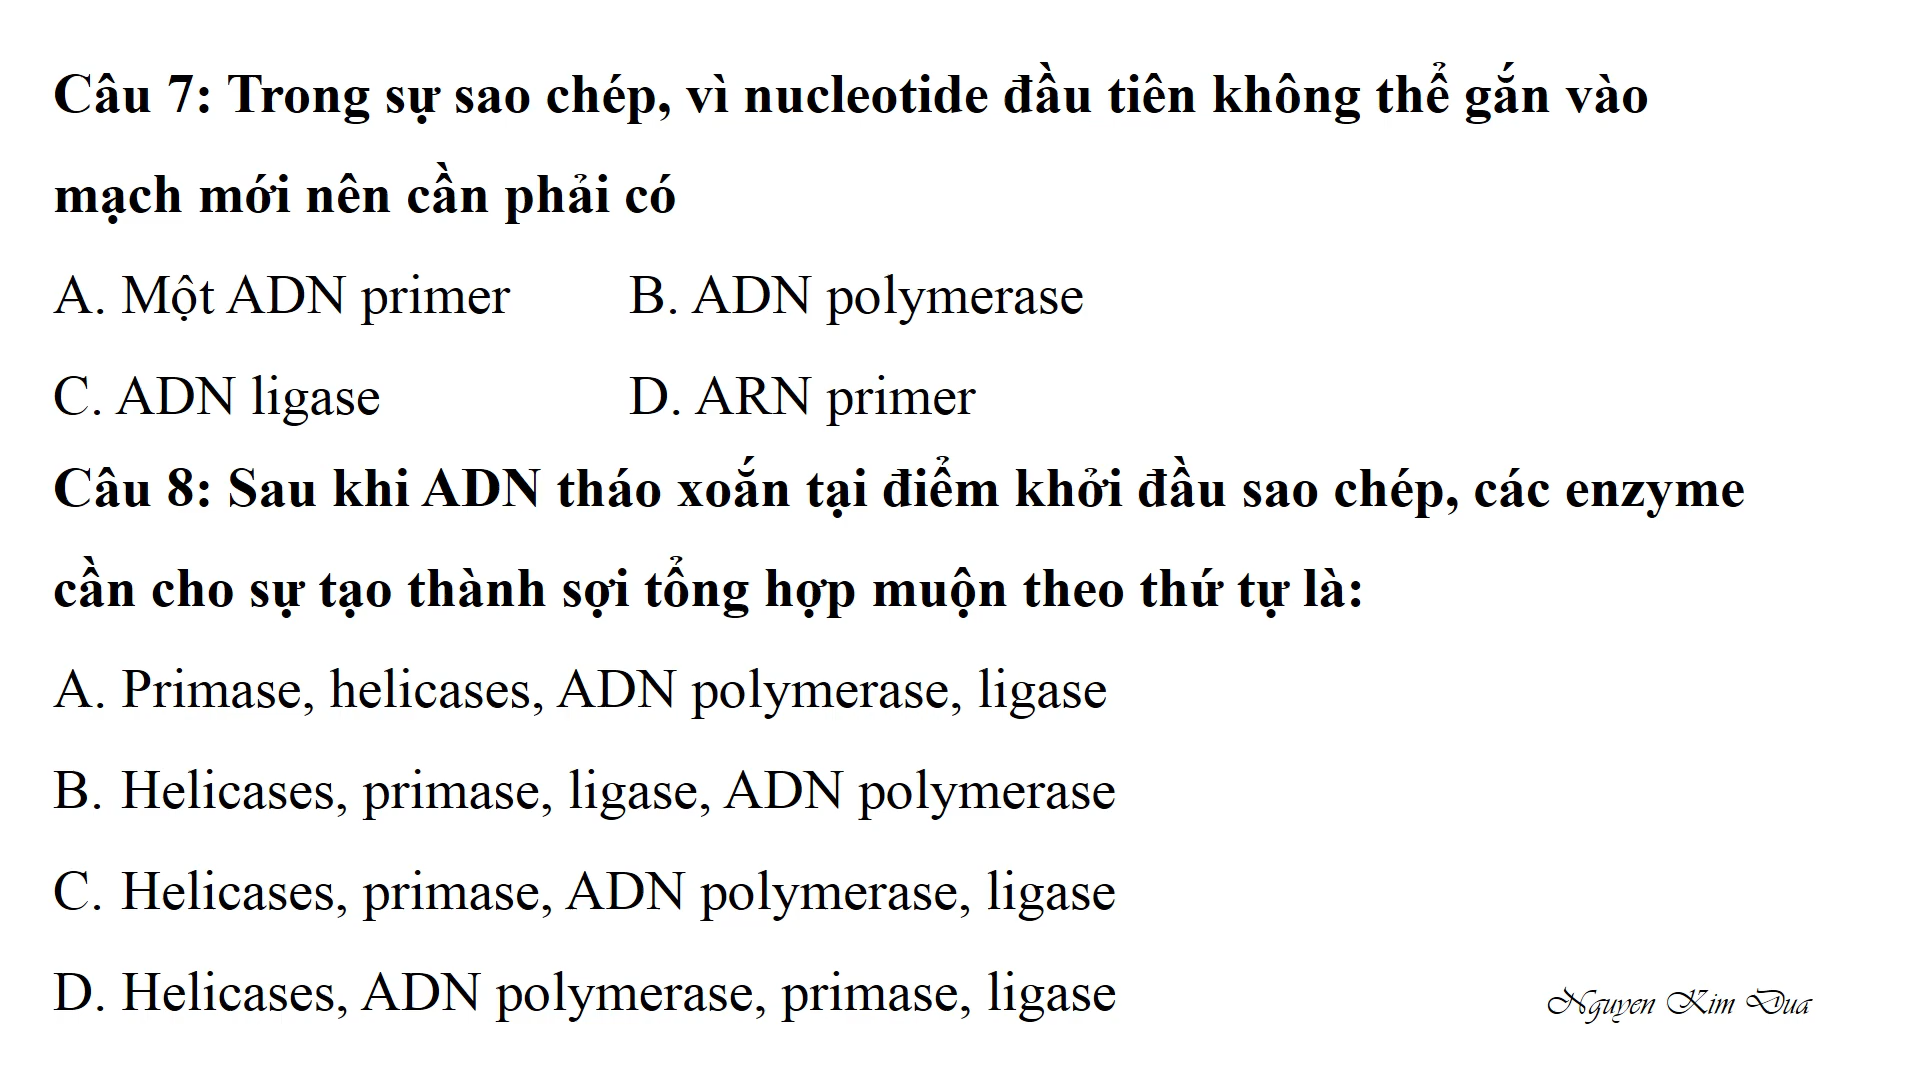 Câu 7: Trong sự sao chép, vì nucleotide đầu tiên không thể gắn vào
mạch mới nên cần phải có
A. Một ADN primer B. ADN polymerase
C. ADN ligase D. ARN primer
Câu 8: Sau khi ADN tháo xoắn tại điểm khởi đầu sao chép, các enzyme
cần cho sự tạo thành sợi tổng hợp muộn theo thứ tự là:
A. Primase, helicases, ADN polymerase, ligase
B. Helicases, primase, ligase, ADN polymerase
C. Helicases, primase, ADN polymerase, ligase
D. Helicases, ADN polymerase, primase, ligase
Nguyen Kim Dua